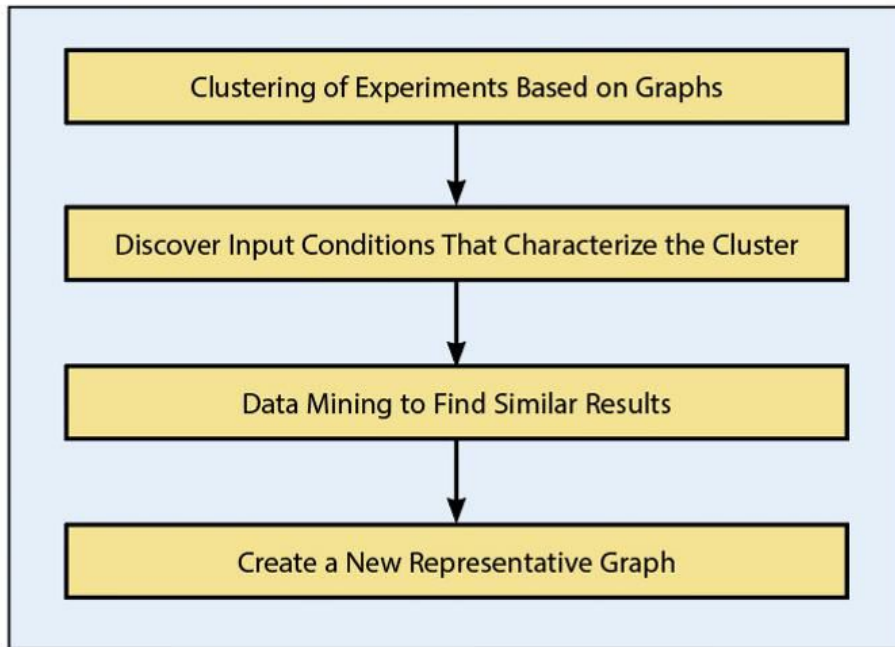 Clustering of Experiments Based on Graphs
Discover Input Conditions That Characterize the Cluster
Data Mining to Find Similar Results
Create a New Representative Graph